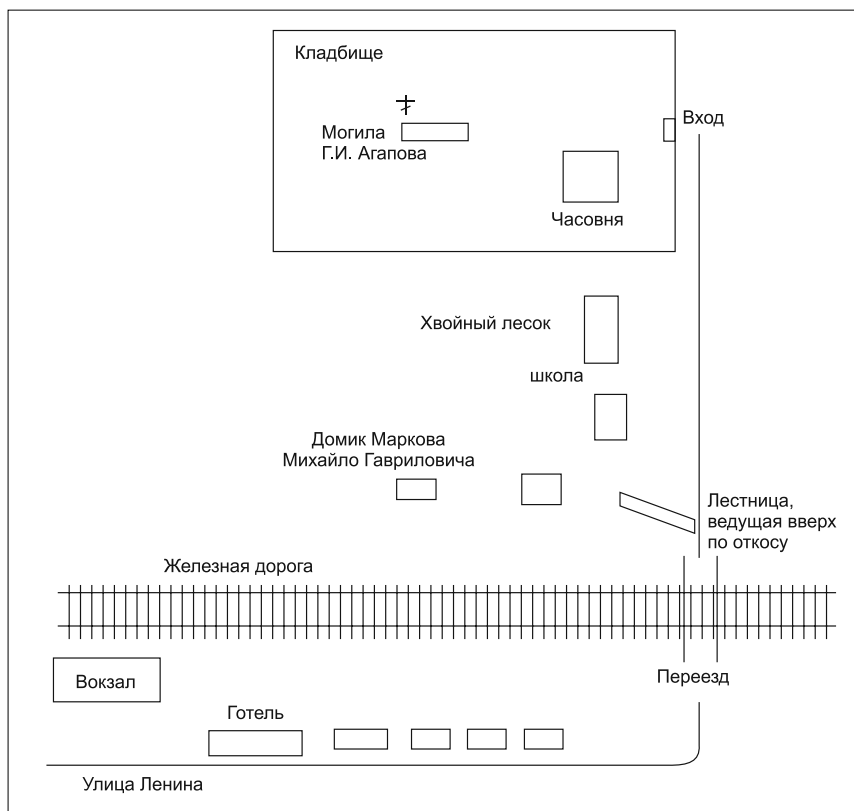 Кладбище
Вход
Могила
Г.И. Агапова
Часовня
Хвойный лесок
школа
Домик Маркова
Михайло Гавриловича
Лестница,
ведущая вверх
по откосу
Железная дорога
Вокзал
Переезд
Готель
Улица Ленина